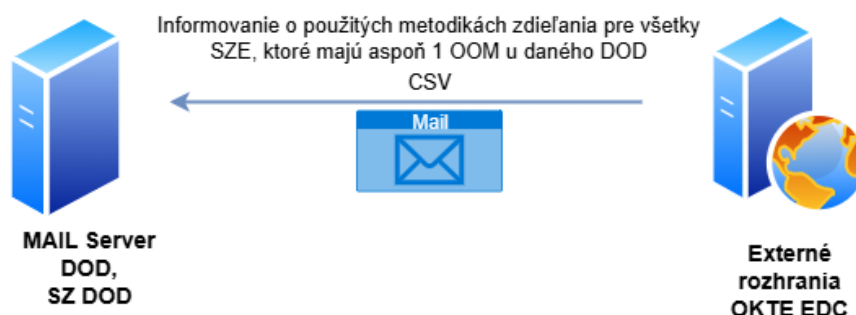 Informovanie o použitých metodikách zdieľania pre všetky
SZE, ktoré majú aspoň 1 OOM u daného DOD
CSV
Mail
MAIL Server
DOD,
SZ DOD
Externé
rozhrania
OKTE EDC